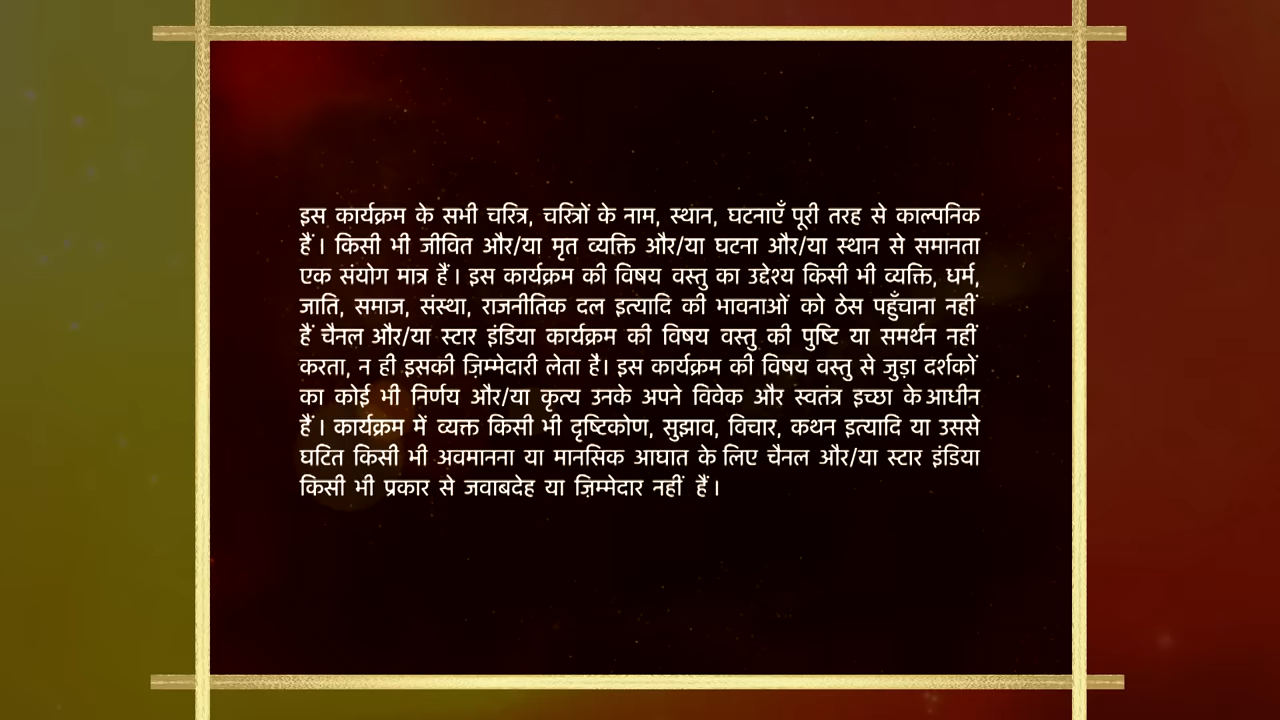 इस कार्यक्रम के सभी चरित्र, चरित्रों के नाम, स्थान, घटनाएँ पूरी तरह से काल्पनिक
हैं। किसी भी जीवित और/या मृत व्यक्ति और/या घटना और/या स्थान से समानता
एक संयोग मात्र हैं। इस कार्यक्रम की विषय वस्तु का उद्देश्य किसी भी व्यक्ति, धर्म,
जाति, समाज, संस्था, राजनीतिक दल इत्यादि की भावनाओं को ठेस पहुँचाना नहीं
हैं चैनल और/या स्टार इंडिया कार्यक्रम की विषय वस्तु की पुष्टि या समर्थन नहीं
करता, न ही इसकी ज़िम्मेदारी लेता है। इस कार्यक्रम की विषय वस्तु से जुड़ा दर्शकों
का कोई भी निर्णय और/या कृत्य उनके अपने विवेक और स्वतंत्र इच्छा के आधीन
हैं। कार्यक्रम में व्यक्त किसी भी दृष्टिकोण, सुझाव, विचार, कथन इत्यादि या उससे
घटित किसी भी अवमानना या मानसिक आघात के लिए चैनल और/या स्टार इंडिया
किसी भी प्रकार से जवाबदेह या ज़िम्मेदार नहीं हैं।